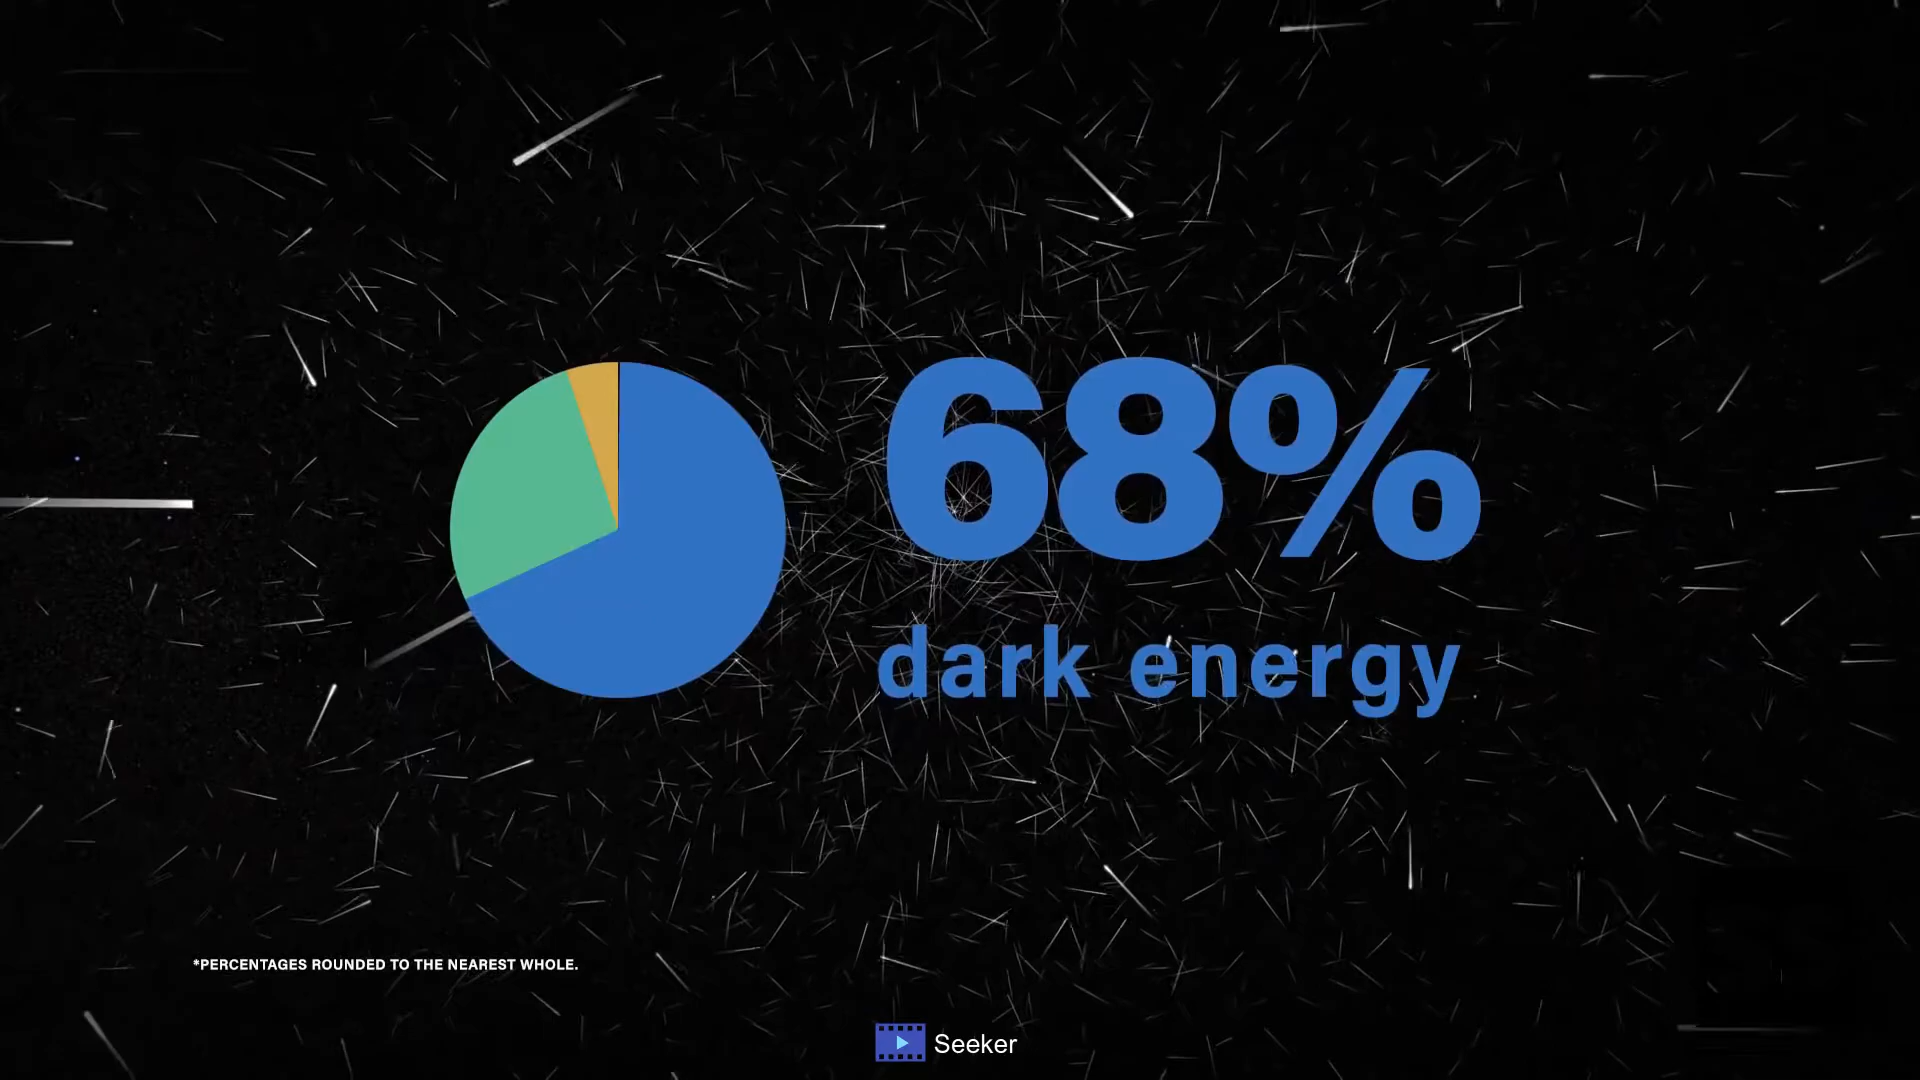 68%
dark energy
*PERCENTAGES ROUNDED TO THE NEAREST WHOLE.
Seeker